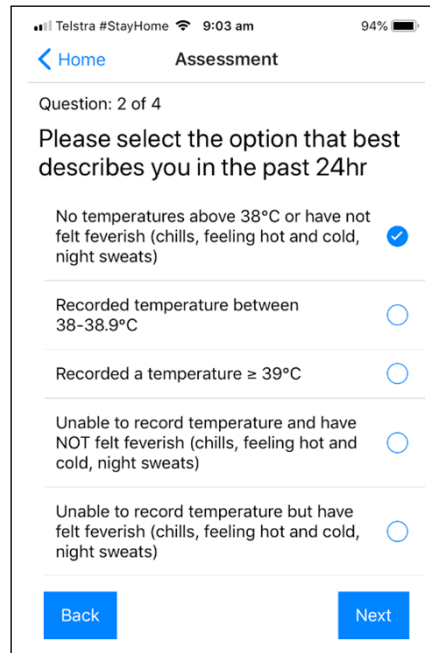 Telstra #StayHome 9:03 am 94%
Home Assessment
Question: 2 of 4
Please select the option that best
describes you in the past 24hr
No temperatures above 38°C or have not
felt feverish (chills, feeling hot and cold,
night sweats)
Recorded temperature between
38-38.9°C
Recorded a temperature ≥ 39°C
Unable to record temperature and have
NOT felt feverish (chills, feeling hot and
cold, night sweats)
Unable to record temperature but have
felt feverish (chills, feeling hot and cold,
night sweats)
Back Next